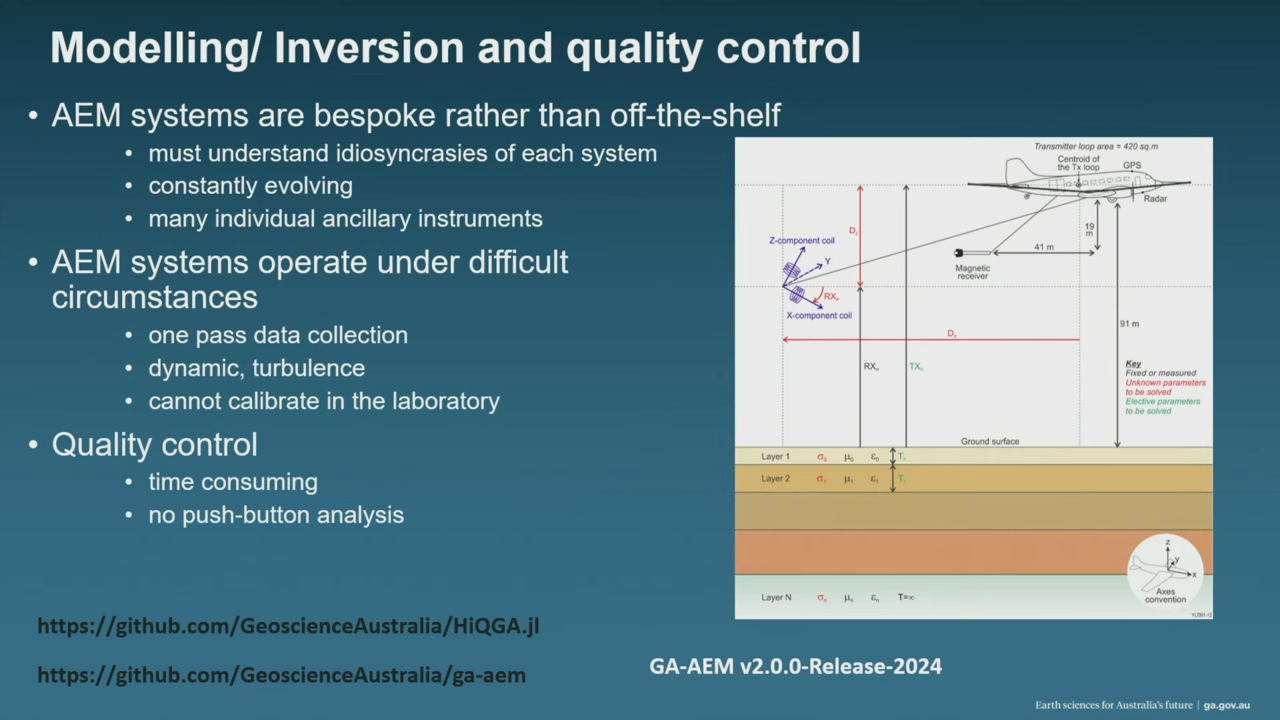 Modelling/ Inversion and quality control
• AEM systems are bespoke rather than off-the-shelf
• must understand idiosyncrasies of each system
• constantly evolving
• many individual ancillary instruments
• AEM systems operate under difficult
circumstances
• one pass data collection
• dynamic, turbulence
• cannot calibrate in the laboratory
• Quality control
• time consuming
• no push-button analysis
https://github.com/GeoscienceAustralia/HiQGA.jl
https://github.com/GeoscienceAustralia/ga-aem
Transmitter loop area = 420 sq.m
Centroid of
the Tx loop
GPS
Radar
19
m
41 m
Magnetic
receiver
Z-component coil
Y
X-component coil
91 m
Key
Fixed or measured
Unknown parameters
to be solved
Elective parameters
to be solved
Ground surface
Layer 1
Layer 2
Layer N
T=∞
z
y
x
Axes
convention
GA-AEM v2.0.0-Release-2024
Earth sciences for Australia's future | ga.gov.au